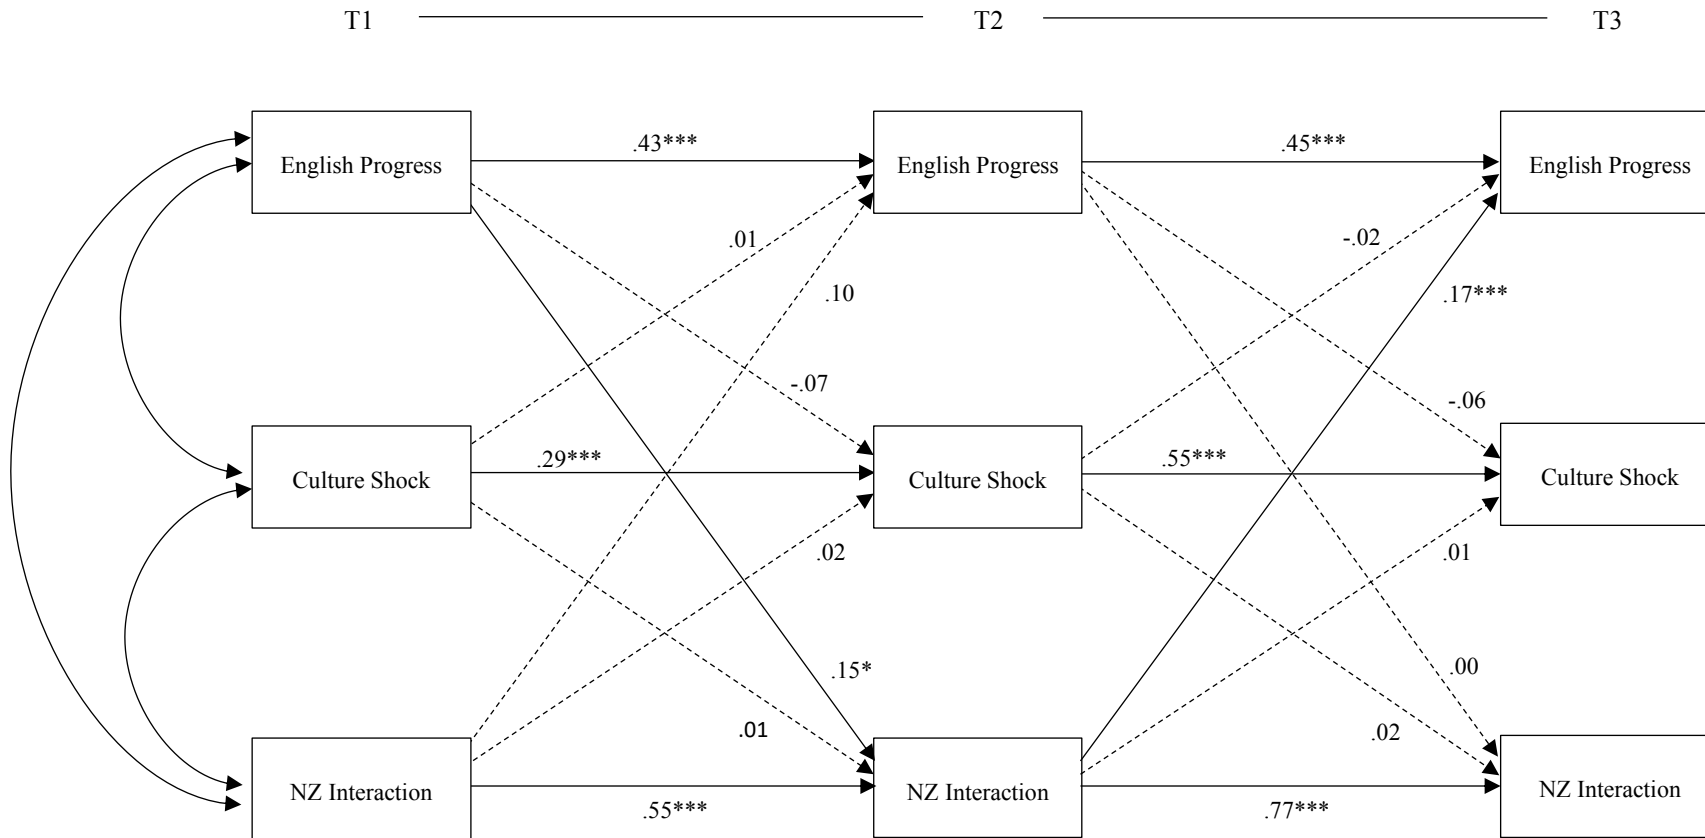 T1 T2 T3
.43*** .45***
English Progress English Progress English Progress
.01 -.02
.10 .17***
-.07 -.06
.29*** .55***
Culture Shock Culture Shock Culture Shock
.02 .01
.15* .00
.01 .02
NZ Interaction NZ Interaction NZ Interaction
.55*** .77***